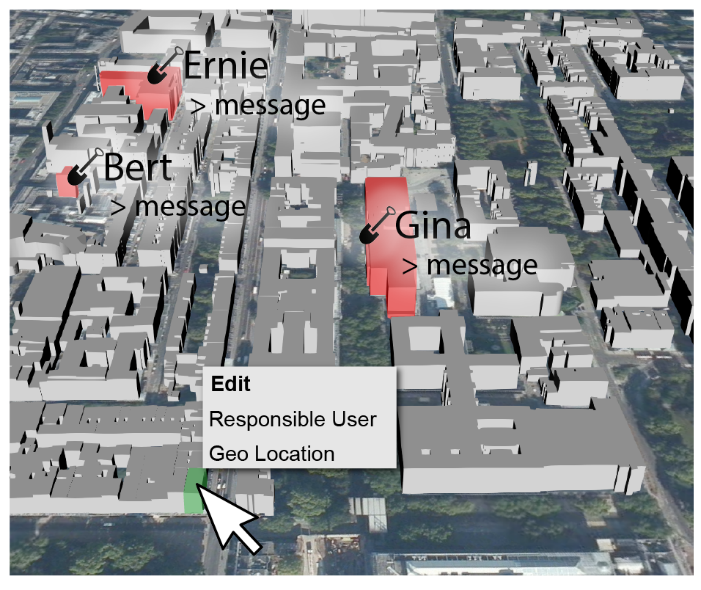 Ernie
> message
Bert
> message
Gina
> message
Edit
Responsible User
Geo Location